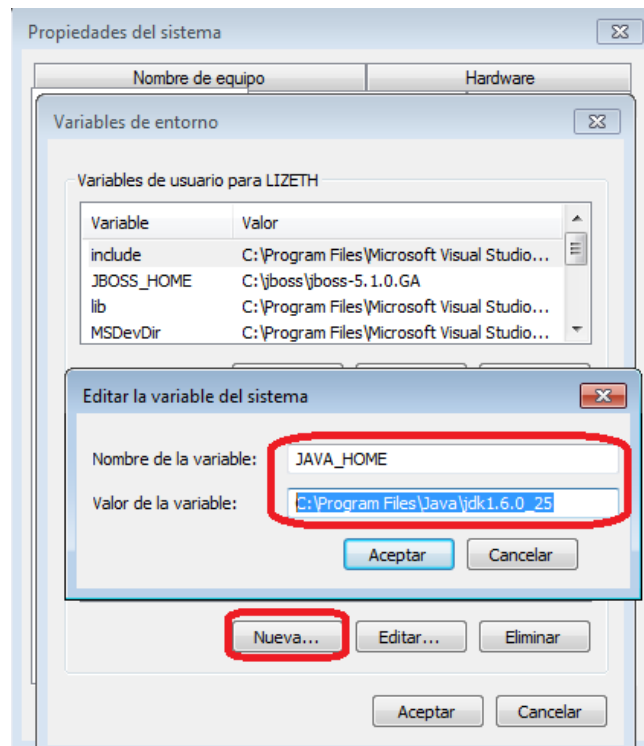 Propiedades del sistema
Nombre de equipo Hardware
Variables de entorno
Variables de usuario para LIZETH
Variable Valor
include C:\Program Files\Microsoft Visual Studio...
JBOSS_HOME C:\jboss\jboss-5.1.0.GA
lib C:\Program Files\Microsoft Visual Studio...
MSDevDir C:\Program Files\Microsoft Visual Studio...
Editar la variable del sistema
Nombre de la variable: JAVA_HOME
Valor de la variable: C:\Program Files\Java\jdk1.6.0_25
Aceptar Cancelar
Nueva... Editar... Eliminar
Aceptar Cancelar